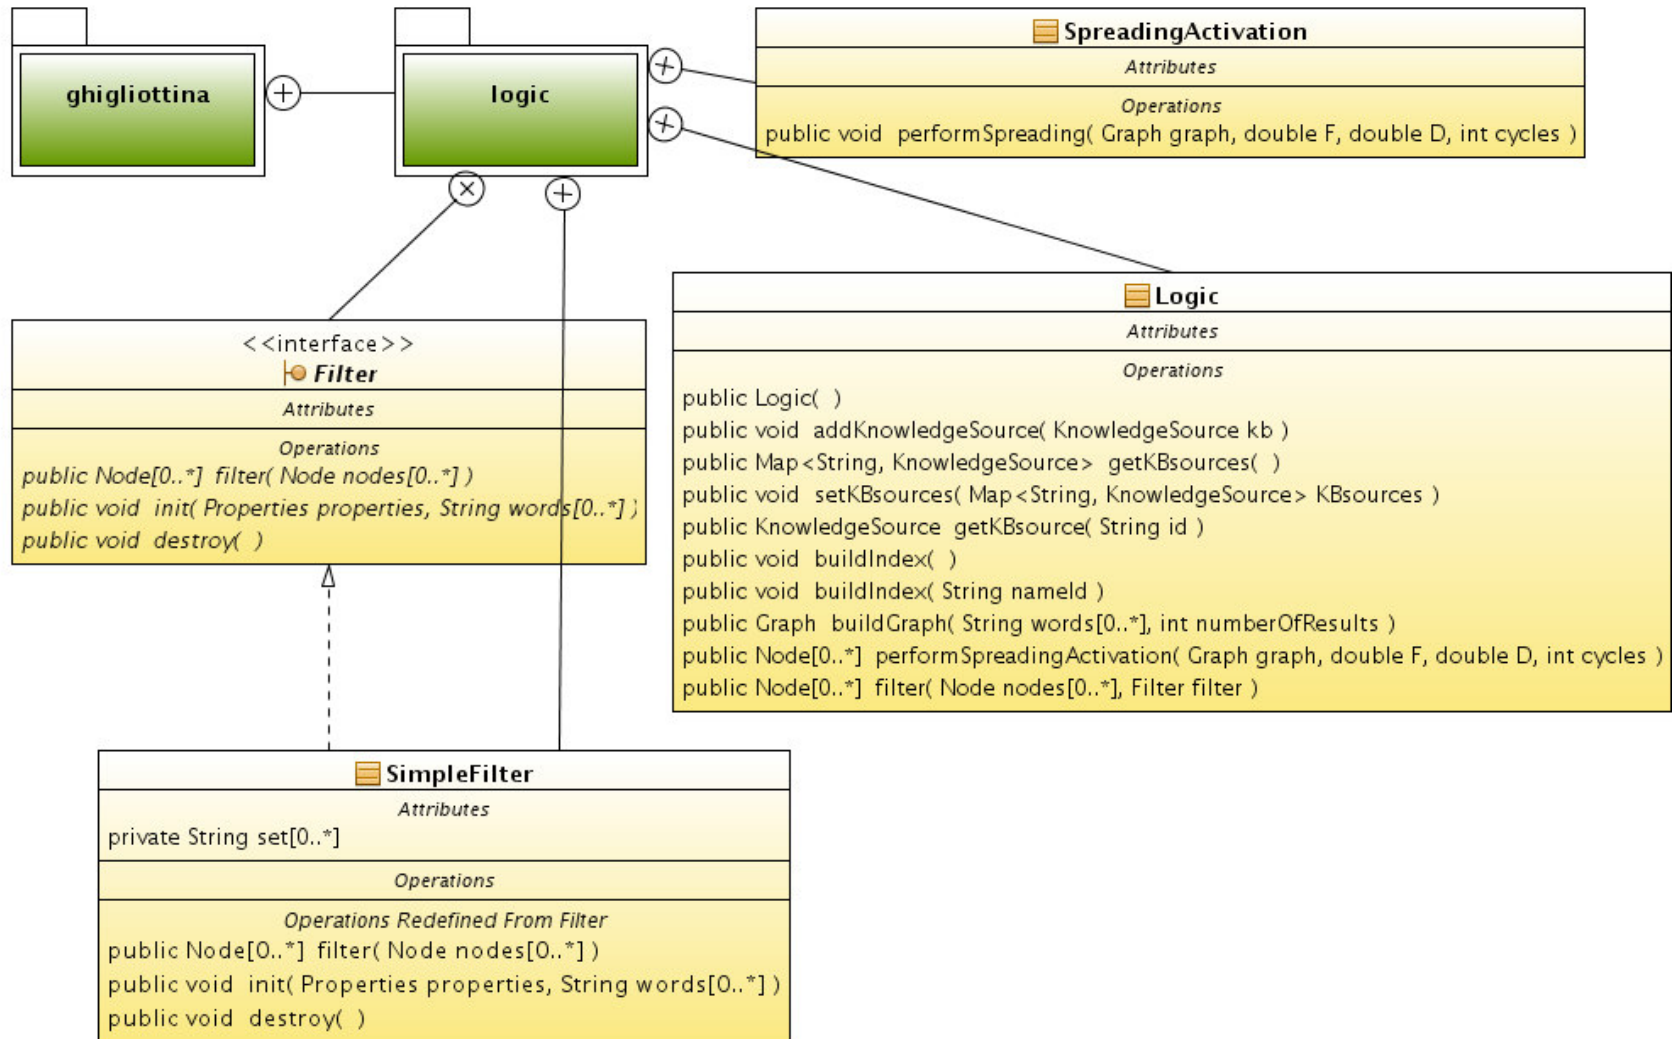 ghigliottina
logic
SpreadingActivation
Attributes
Operations
public void performSpreading( Graph graph, double F, double D, int cycles )
<<interface>>
Filter
Attributes
Operations
public Node[0..*] filter( Node nodes[0..*] )
public void init( Properties properties, String words[0..*] )
public void destroy( )
Logic
Attributes
Operations
public Logic( )
public void addKnowledgeSource( KnowledgeSource kb )
public Map<String, KnowledgeSource> getKBsources( )
public void setKBsources( Map<String, KnowledgeSource> KBsources )
public KnowledgeSource getKBsource( String id )
public void buildIndex( )
public void buildIndex( String nameId )
public Graph buildGraph( String words[0..*], int numberOfResults )
public Node[0..*] performSpreadingActivation( Graph graph, double F, double D, int cycles )
public Node[0..*] filter( Node nodes[0..*], Filter filter )
SimpleFilter
Attributes
private String set[0..*]
Operations
Operations Redefined From Filter
public Node[0..*] filter( Node nodes[0..*] )
public void init( Properties properties, String words[0..*] )
public void destroy( )